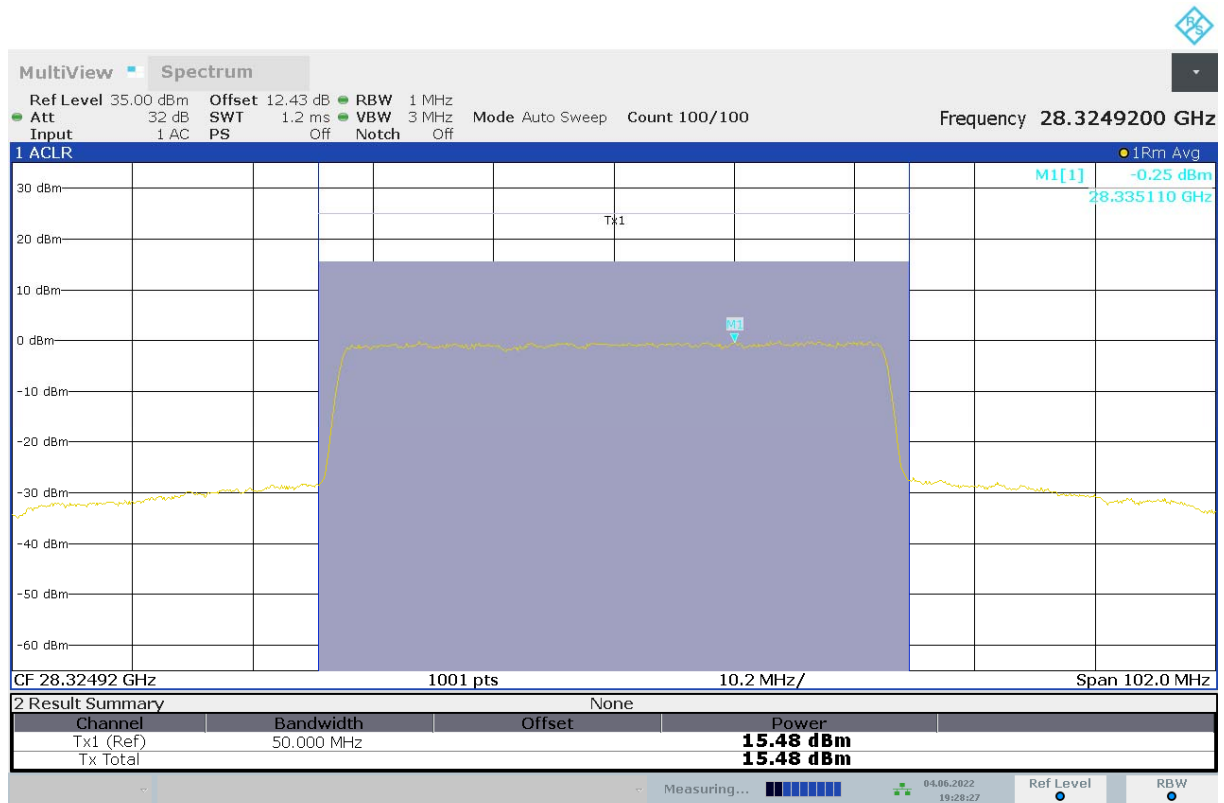 R&S
MultiView Spectrum
Ref Level 35.00 dBm Offset 12.43 dB RBW 1 MHz
Att 32 dB SWT 1.2 ms VBW 3 MHz Mode Auto Sweep Count 100/100 Frequency 28.3249200 GHz
Input 1 AC PS Off Notch Off
1 ACLR 1Rm Avg
M1[1] -0.25 dBm
28.335110 GHz
30 dBm
Tx1
20 dBm
10 dBm
M1
0 dBm
-10 dBm
-20 dBm
-30 dBm
-40 dBm
-50 dBm
-60 dBm
CF 28.32492 GHz 1001 pts 10.2 MHz/ Span 102.0 MHz
2 Result Summary None
Channel Bandwidth Offset Power
Tx1 (Ref) 50.000 MHz 15.48 dBm
Tx Total 15.48 dBm
Measuring... 04.06.2022 Ref Level RBW
19:28:27